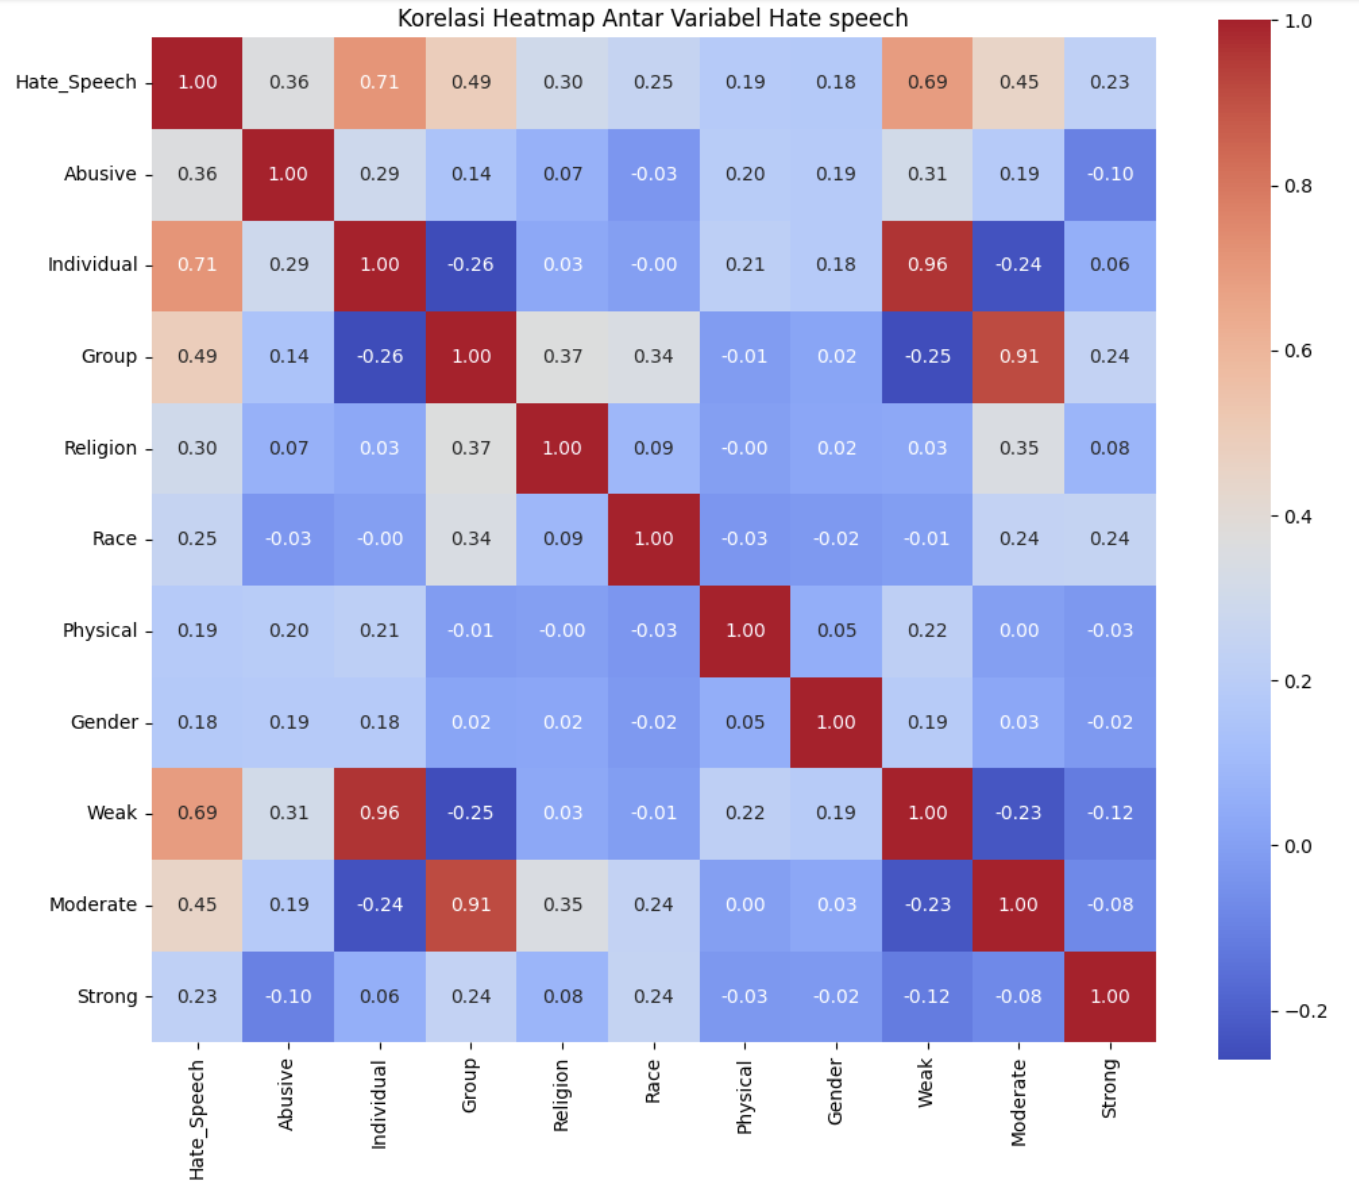 Korelasi Heatmap Antar Variabel Hate speech
Hate_Speech 1.00 0.36 0.71 0.49 0.30 0.25 0.19 0.18 0.69 0.45 0.23
Abusive 0.36 1.00 0.29 0.14 0.07 -0.03 0.20 0.19 0.31 0.19 -0.10
Individual 0.71 0.29 1.00 -0.26 0.03 -0.00 0.21 0.18 0.96 -0.24 0.06
Group 0.49 0.14 -0.26 1.00 0.37 0.34 -0.01 0.02 -0.25 0.91 0.24
Religion 0.30 0.07 0.03 0.37 1.00 0.09 -0.00 0.02 0.03 0.35 0.08
Race 0.25 -0.03 -0.00 0.34 0.09 1.00 -0.03 -0.02 -0.01 0.24 0.24
Physical 0.19 0.20 0.21 -0.01 -0.00 -0.03 1.00 0.05 0.22 0.00 -0.03
Gender 0.18 0.19 0.18 0.02 0.02 -0.02 0.05 1.00 0.19 0.03 -0.02
Weak 0.69 0.31 0.96 -0.25 0.03 -0.01 0.22 0.19 1.00 -0.23 -0.12
Moderate 0.45 0.19 -0.24 0.91 0.35 0.24 0.00 0.03 -0.23 1.00 -0.08
Strong 0.23 -0.10 0.06 0.24 0.08 0.24 -0.03 -0.02 -0.12 -0.08 1.00
Hate_Speech Abusive Individual Group Religion Race Physical Gender Weak Moderate Strong
1.0
0.8
0.6
0.4
0.2
0.0
−0.2